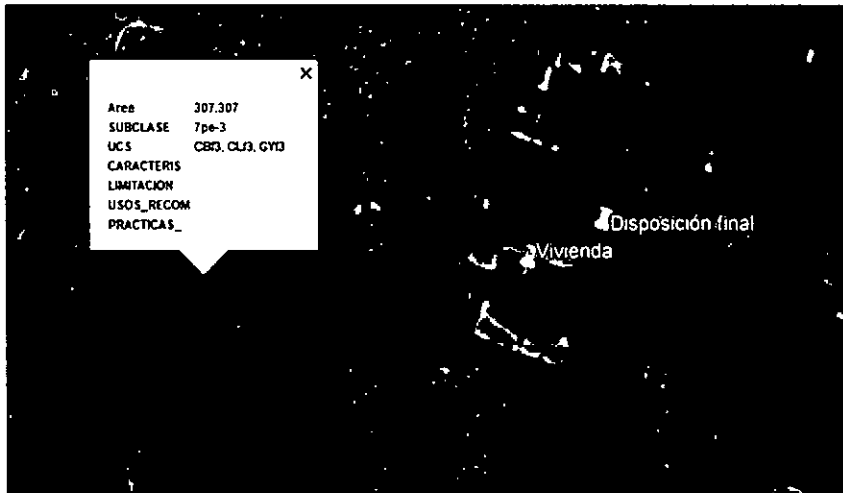 Area 307.307
SUBCLASE 7pe-3
UCS CBf3, CLf3, GYf3
CARACTERIS
LIMITACION
USOS_RECOM
PRACTICAS_
Disposición final
Vivienda